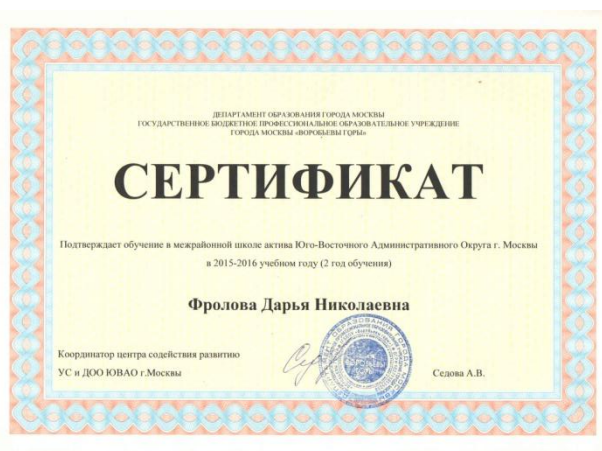 ДЕПАРТАМЕНТ ОБРАЗОВАНИЯ ГОРОДА МОСКВЫ
ГОСУДАРСТВЕННОЕ БЮДЖЕТНОЕ ПРОФЕССИОНАЛЬНОЕ ОБРАЗОВАТЕЛЬНОЕ УЧРЕЖДЕНИЕ
ГОРОДА МОСКВЫ «ВОРОБЬЕВЫ ГОРЫ»
СЕРТИФИКАТ
Подтверждает обучение в межрайонной школе актива Юго-Восточного Административного Округа г. Москвы
в 2015-2016 учебном году (2 год обучения)
Фролова Дарья Николаевна
Координатор центра содействия развитию
УС и ДОО ЮВАО г.Москвы
Седова А.В.